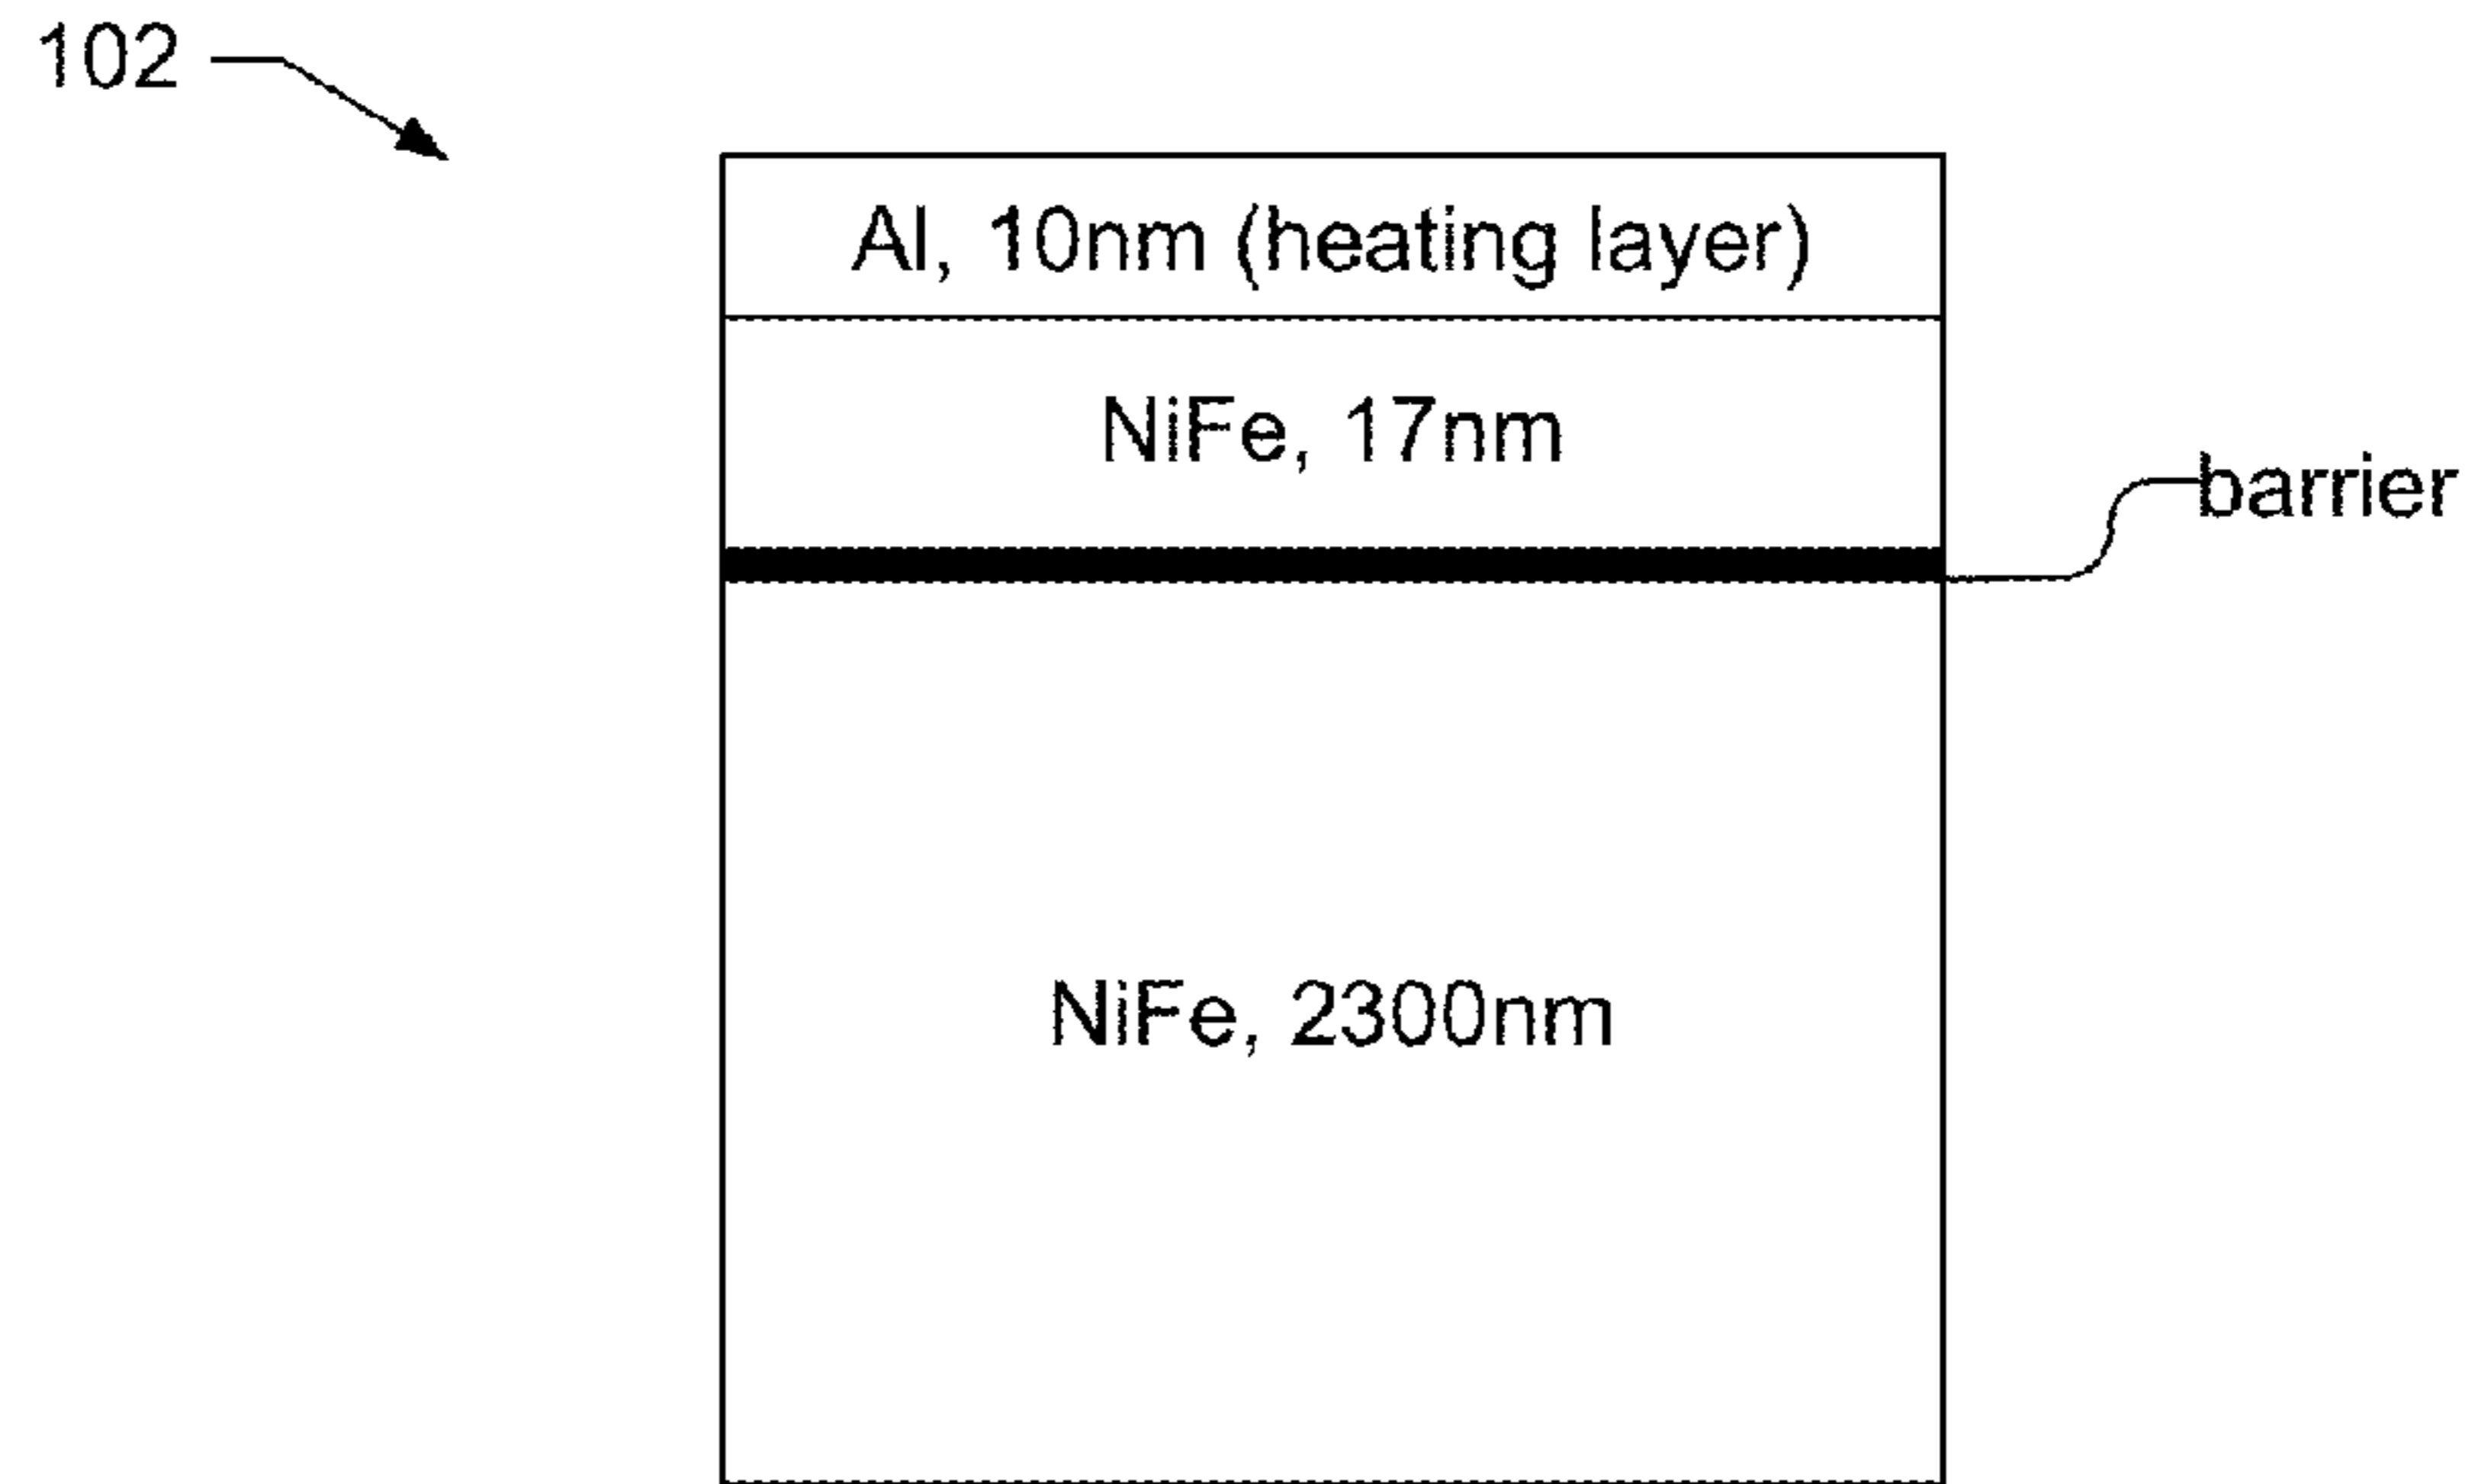 102
Al, 10nm (heating layer)
NiFe, 17nm
barrier
NiFe, 2300nm